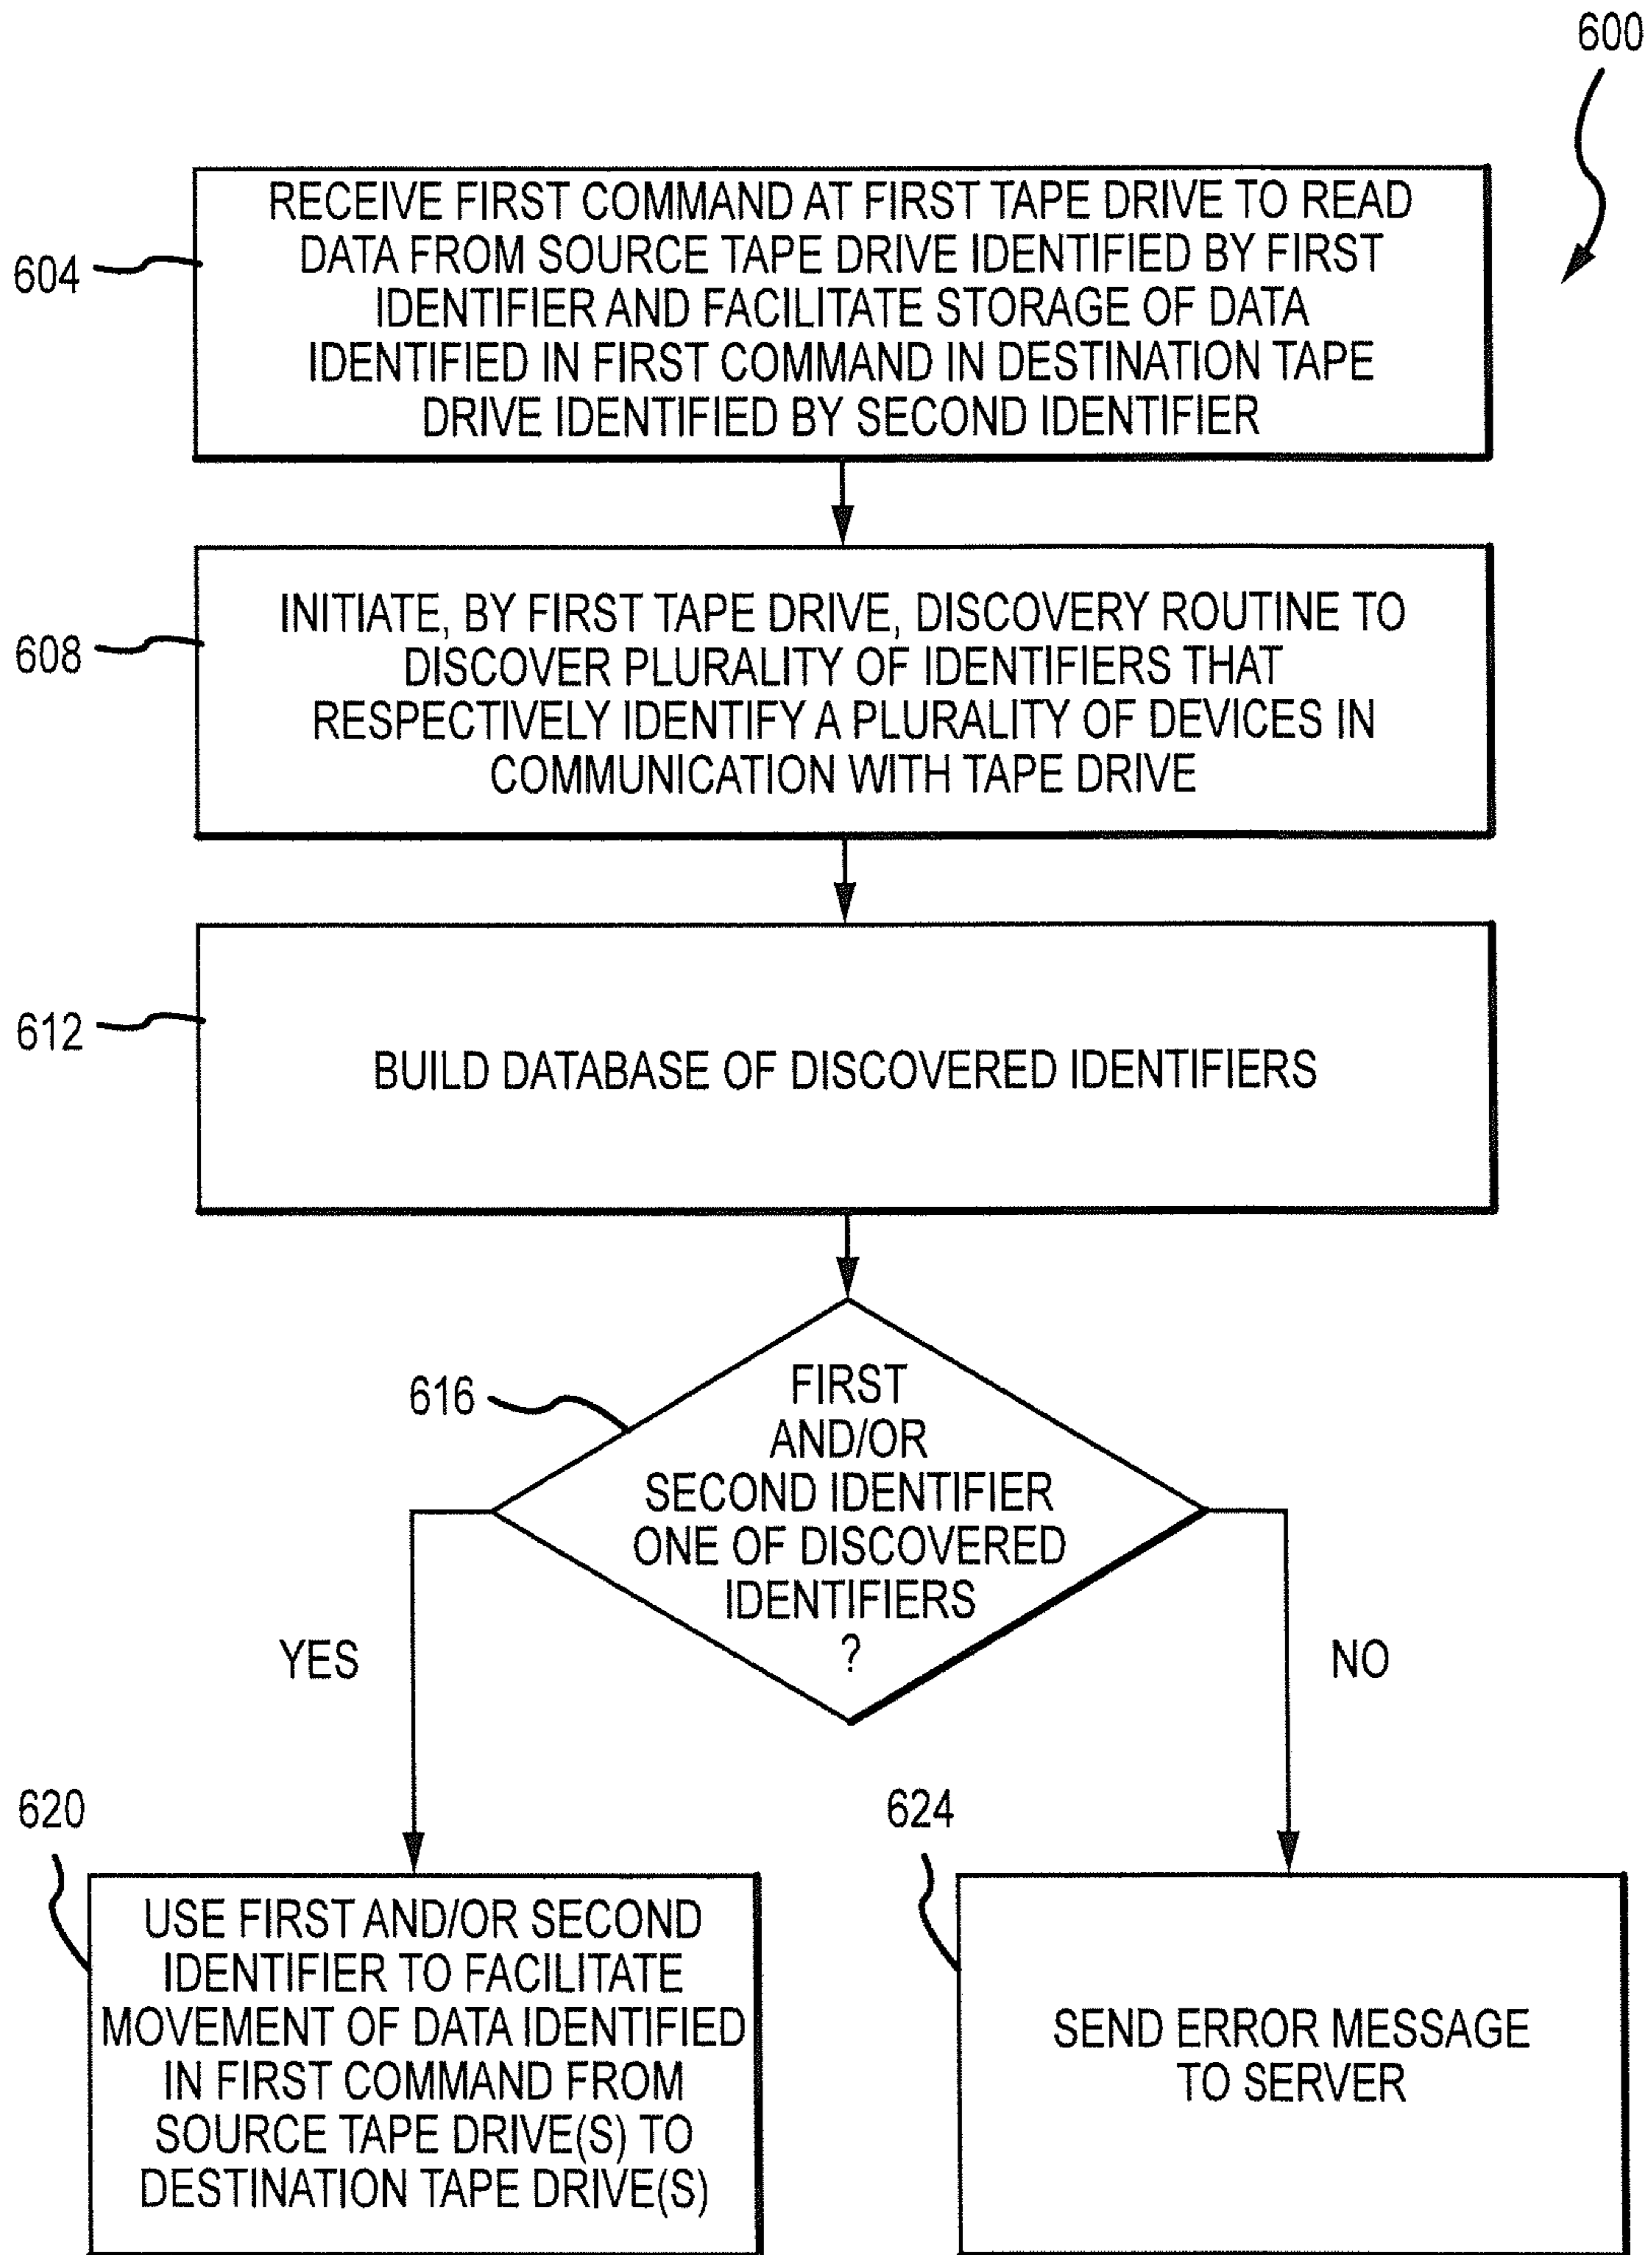 600
604
RECEIVE FIRST COMMAND AT FIRST TAPE DRIVE TO READ
DATA FROM SOURCE TAPE DRIVE IDENTIFIED BY FIRST
IDENTIFIER AND FACILITATE STORAGE OF DATA
IDENTIFIED IN FIRST COMMAND IN DESTINATION TAPE
DRIVE IDENTIFIED BY SECOND IDENTIFIER
608
INITIATE, BY FIRST TAPE DRIVE, DISCOVERY ROUTINE TO
DISCOVER PLURALITY OF IDENTIFIERS THAT
RESPECTIVELY IDENTIFY A PLURALITY OF DEVICES IN
COMMUNICATION WITH TAPE DRIVE
612
BUILD DATABASE OF DISCOVERED IDENTIFIERS
616
FIRST
AND/OR
SECOND IDENTIFIER
ONE OF DISCOVERED
IDENTIFIERS
?
YES
NO
620
USE FIRST AND/OR SECOND
IDENTIFIER TO FACILITATE
MOVEMENT OF DATA IDENTIFIED
IN FIRST COMMAND FROM
SOURCE TAPE DRIVE(S) TO
DESTINATION TAPE DRIVE(S)
624
SEND ERROR MESSAGE
TO SERVER